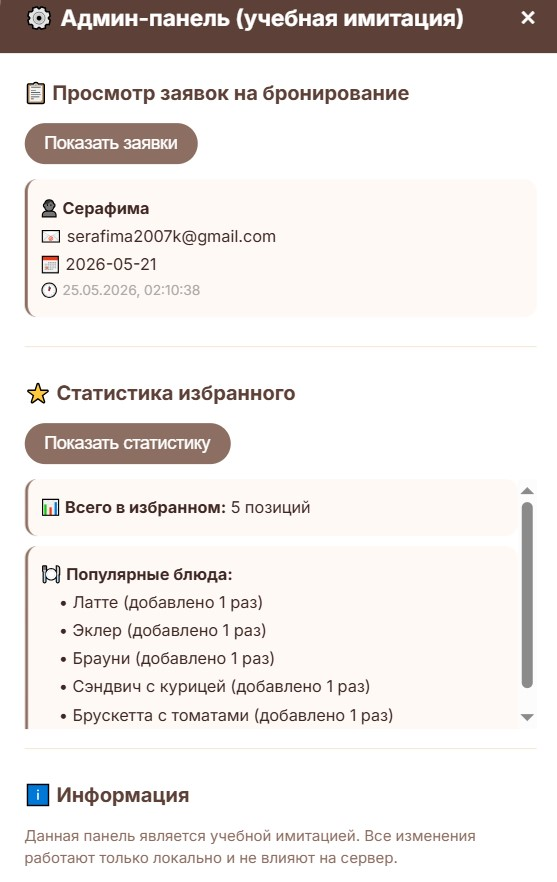 Админ-панель (учебная имитация) ×
Просмотр заявок на бронирование
Показать заявки
Серафима
serafima2007k@gmail.com
2026-05-21
25.05.2026, 02:10:38
Статистика избранного
Показать статистику
Всего в избранном: 5 позиций
Популярные блюда:
• Латте (добавлено 1 раз)
• Эклер (добавлено 1 раз)
• Брауни (добавлено 1 раз)
• Сэндвич с курицей (добавлено 1 раз)
• Брускетта с томатами (добавлено 1 раз)
Информация
Данная панель является учебной имитацией. Все изменения
работают только локально и не влияют на сервер.